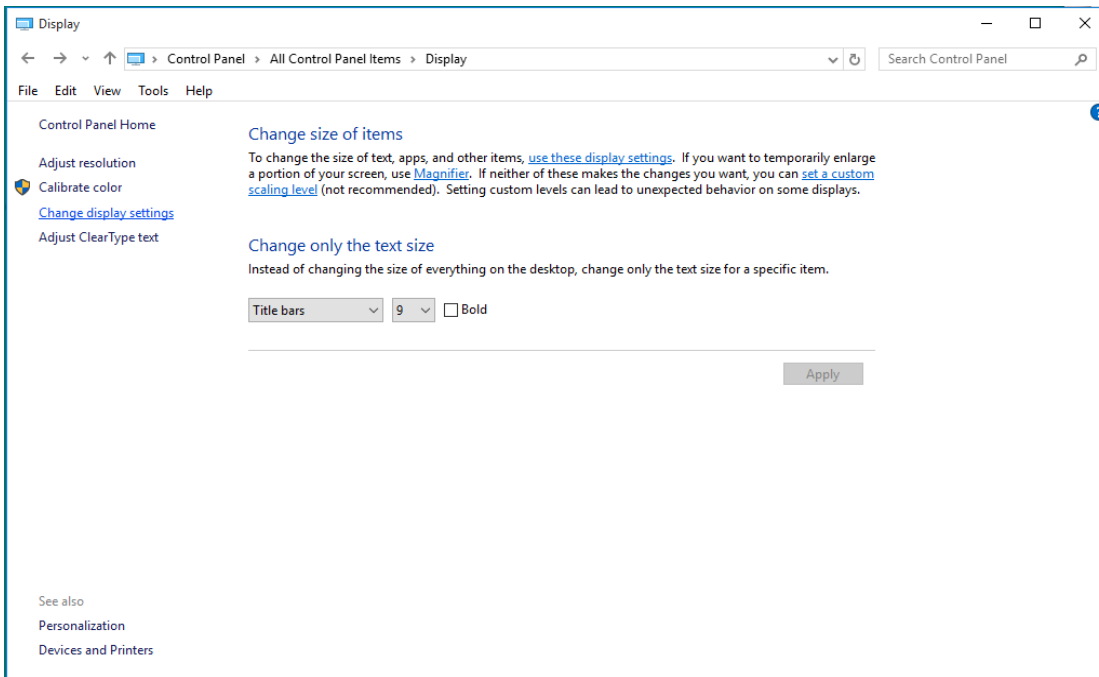 Display
Control Panel > All Control Panel Items > Display
Search Control Panel
File Edit View Tools Help
Control Panel Home
Adjust resolution
Calibrate color
Change display settings
Adjust ClearType text
Change size of items
To change the size of text, apps, and other items, use these display settings. If you want to temporarily enlarge
a portion of your screen, use Magnifier. If neither of these makes the changes you want, you can set a custom
scaling level (not recommended). Setting custom levels can lead to unexpected behavior on some displays.
Change only the text size
Instead of changing the size of everything on the desktop, change only the text size for a specific item.
Title bars 9 Bold
Apply
See also
Personalization
Devices and Printers